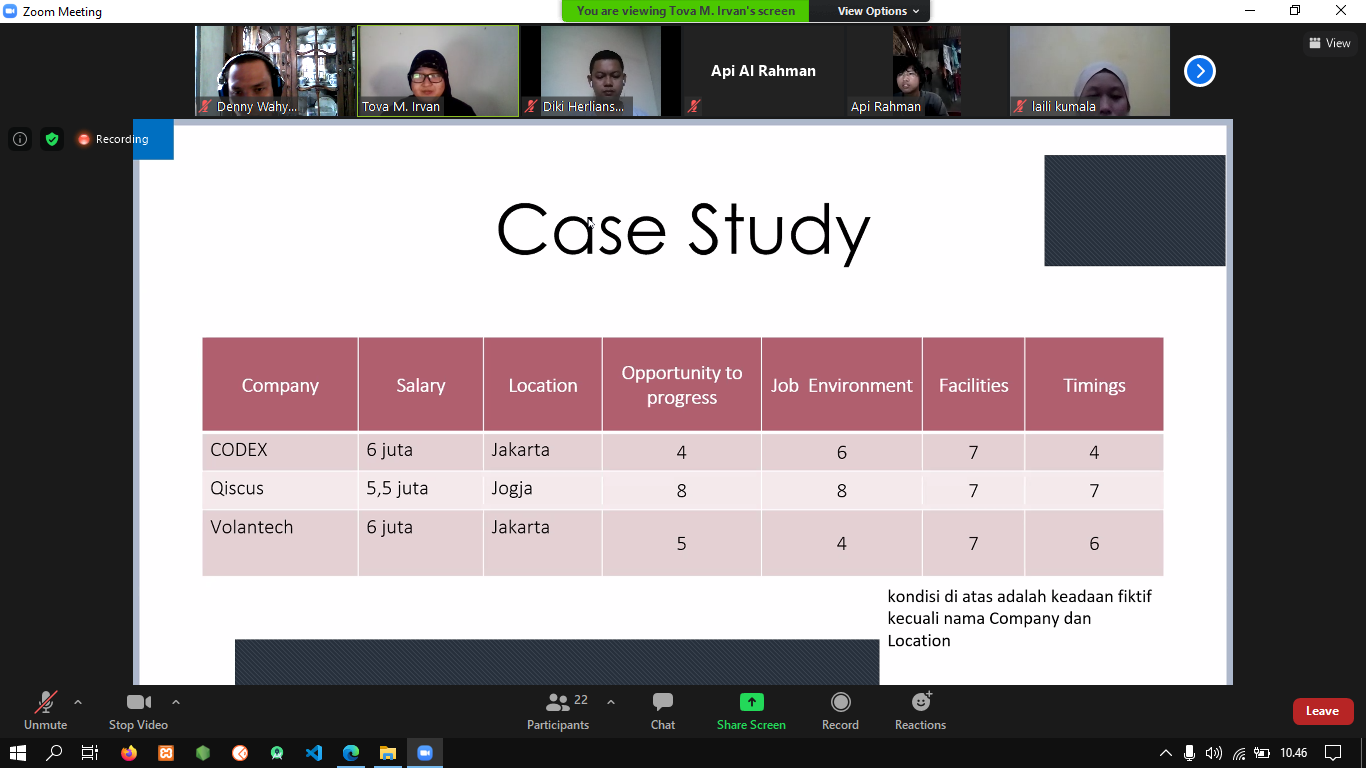 Zoom Meeting
You are viewing Tova M. Irvan's screen
View Options
View
Denny Wahy...
Tova M. Irvan
Diki Herlians...
Api Al Rahman
Api Rahman
laili kumala
Recording
Case Study
Company Salary Location Opportunity to progress Job Environment Facilities Timings
CODEX 6 juta Jakarta 4 6 7 4
Qiscus 5,5 juta Jogja 8 8 7 7
Volantech 6 juta Jakarta 5 4 7 6
kondisi di atas adalah keadaan fiktif
kecuali nama Company dan
Location
Unmute
Stop Video
22
Participants
Chat
Share Screen
Record
Reactions
Leave
10.46